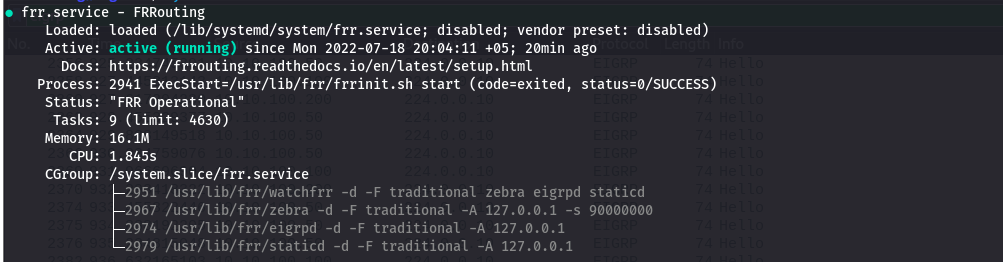 ● frr.service - FRRouting
Loaded: loaded (/lib/systemd/system/frr.service; disabled; vendor preset: disabled)
Active: active (running) since Mon 2022-07-18 20:04:11 +05; 20min ago
Docs: https://frrouting.readthedocs.io/en/latest/setup.html
Process: 2941 ExecStart=/usr/lib/frr/frrinit.sh start (code=exited, status=0/SUCCESS)
Status: "FRR Operational"
Tasks: 9 (limit: 4630)
Memory: 16.1M
CPU: 1.845s
CGroup: /system.slice/frr.service
├─2951 /usr/lib/frr/watchfrr -d -F traditional zebra eigrpd staticd
├─2967 /usr/lib/frr/zebra -d -F traditional -A 127.0.0.1 -s 90000000
├─2974 /usr/lib/frr/eigrpd -d -F traditional -A 127.0.0.1
└─2979 /usr/lib/frr/staticd -d -F traditional -A 127.0.0.1